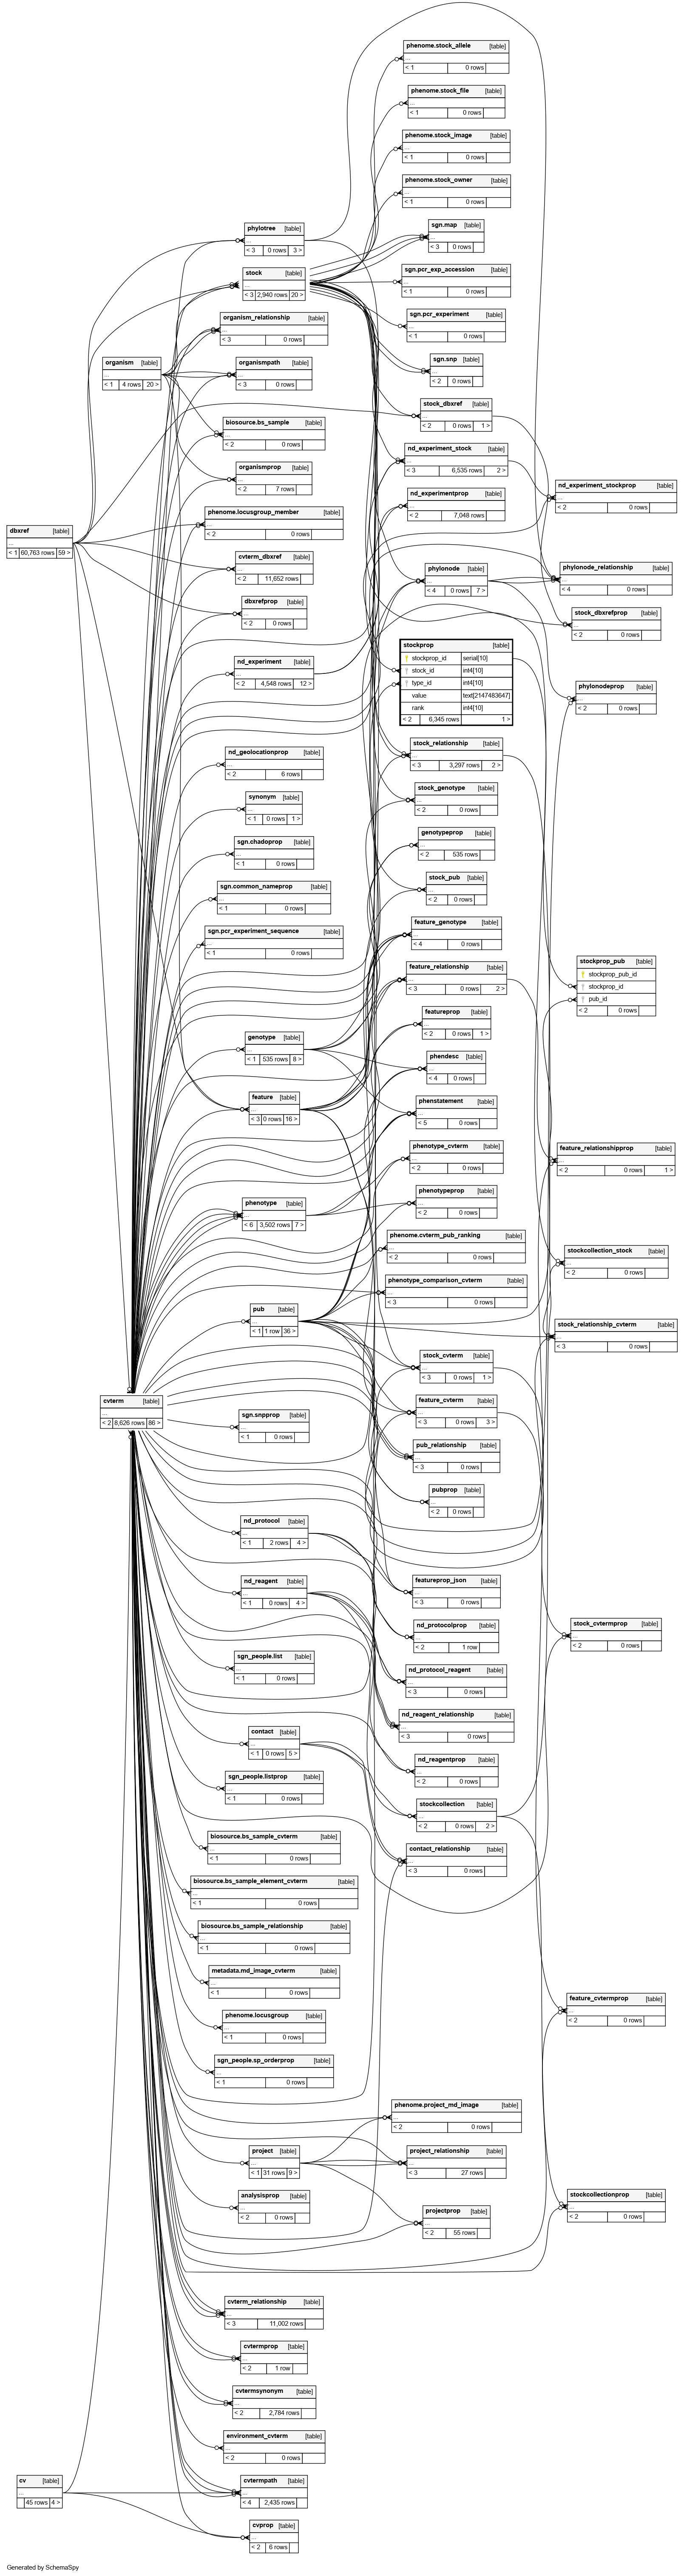 phenome.stock_allele [table]
...
< 1 0 rows
phenome.stock_file [table]
...
< 1 0 rows
phenome.stock_image [table]
...
< 1 0 rows
phenome.stock_owner [table]
...
< 1 0 rows
phylotree [table]
...
< 3 0 rows 3 >
sgn.map [table]
...
< 3 0 rows
stock [table]
...
< 3 2,940 rows 20 >
sgn.pcr_exp_accession [table]
...
< 1 0 rows
organism_relationship [table]
...
< 3 0 rows
sgn.pcr_experiment [table]
...
< 1 0 rows
organism [table]
...
< 1 4 rows 20 >
organismpath [table]
...
< 3 0 rows
sgn.snp [table]
...
< 2 0 rows
biosource.bs_sample [table]
...
< 2 0 rows
stock_dbxref [table]
...
< 2 0 rows 1 >
organismprop [table]
...
< 2 7 rows
nd_experiment_stock [table]
...
< 3 6,535 rows 2 >
nd_experiment_stockprop [table]
...
< 2 0 rows
phenome.locusgroup_member [table]
...
< 2 0 rows
nd_experimentprop [table]
...
< 2 7,048 rows
dbxref [table]
...
< 1 60,763 rows 59 >
cvterm_dbxref [table]
...
< 2 11,652 rows
phylonode [table]
...
< 4 0 rows 7 >
phylonode_relationship [table]
...
< 4 0 rows
dbxrefprop [table]
...
< 2 0 rows
stock_dbxrefprop [table]
...
< 2 0 rows
stockprop [table]
stockprop_id serial[10]
stock_id int4[10]
type_id int4[10]
value text[2147483647]
rank int4[10]
< 2 6,345 rows 1 >
nd_experiment [table]
...
< 2 4,548 rows 12 >
phylonodeprop [table]
...
< 2 0 rows
nd_geolocationprop [table]
...
< 2 6 rows
stock_relationship [table]
...
< 3 3,297 rows 2 >
synonym [table]
...
< 1 0 rows 1 >
stock_genotype [table]
...
< 2 0 rows
sgn.chadoprop [table]
...
< 1 0 rows
genotypeprop [table]
...
< 2 535 rows
sgn.common_nameprop [table]
...
< 1 0 rows
stock_pub [table]
...
< 2 0 rows
sgn.pcr_experiment_sequence [table]
...
< 1 0 rows
feature_genotype [table]
...
< 4 0 rows
stockprop_pub [table]
stockprop_pub_id
stockprop_id
pub_id
< 2 0 rows
feature_relationship [table]
...
< 3 0 rows 2 >
genotype [table]
...
< 1 535 rows 8 >
featureprop [table]
...
< 2 0 rows 1 >
phendesc [table]
...
< 4 0 rows
feature [table]
...
< 3 0 rows 16 >
phenstatement [table]
...
< 5 0 rows
phenotype_cvterm [table]
...
< 2 0 rows
feature_relationshipprop [table]
...
< 2 0 rows 1 >
phenotype [table]
...
< 6 3,502 rows 7 >
phenotypeprop [table]
...
< 2 0 rows
phenome.cvterm_pub_ranking [table]
...
< 2 0 rows
stockcollection_stock [table]
...
< 2 0 rows
phenotype_comparison_cvterm [table]
...
< 3 0 rows
pub [table]
...
< 1 1 row 36 >
stock_relationship_cvterm [table]
...
< 3 0 rows
stock_cvterm [table]
...
< 3 0 rows 1 >
cvterm [table]
...
< 2 8,626 rows 86 >
feature_cvterm [table]
...
< 3 0 rows 3 >
sgn.snpprop [table]
...
< 1 0 rows
pub_relationship [table]
...
< 3 0 rows
pubprop [table]
...
< 2 0 rows
nd_protocol [table]
...
< 1 2 rows 4 >
nd_reagent [table]
...
< 1 0 rows 4 >
featureprop_json [table]
...
< 3 0 rows
nd_protocolprop [table]
...
< 2 1 row
stock_cvtermprop [table]
...
< 2 0 rows
sgn_people.list [table]
...
< 1 0 rows
nd_protocol_reagent [table]
...
< 3 0 rows
nd_reagent_relationship [table]
...
< 3 0 rows
contact [table]
...
< 1 0 rows 5 >
nd_reagentprop [table]
...
< 2 0 rows
sgn_people.listprop [table]
...
< 1 0 rows
stockcollection [table]
...
< 2 0 rows 2 >
biosource.bs_sample_cvterm [table]
...
< 1 0 rows
contact_relationship [table]
...
< 3 0 rows
biosource.bs_sample_element_cvterm [table]
...
< 1 0 rows
biosource.bs_sample_relationship [table]
...
< 1 0 rows
metadata.md_image_cvterm [table]
...
< 1 0 rows
feature_cvtermprop [table]
...
< 2 0 rows
phenome.locusgroup [table]
...
< 1 0 rows
sgn_people.sp_orderprop [table]
...
< 1 0 rows
phenome.project_md_image [table]
...
< 2 0 rows
project [table]
...
< 1 31 rows 9 >
project_relationship [table]
...
< 3 27 rows
analysisprop [table]
...
< 2 0 rows
stockcollectionprop [table]
...
< 2 0 rows
projectprop [table]
...
< 2 55 rows
cvterm_relationship [table]
...
< 3 11,002 rows
cvtermprop [table]
...
< 2 1 row
cvtermsynonym [table]
...
< 2 2,784 rows
environment_cvterm [table]
...
< 2 0 rows
cv [table]
...
45 rows 4 >
cvtermpath [table]
...
< 4 2,435 rows
cvprop [table]
...
< 2 6 rows
Generated by SchemaSpy